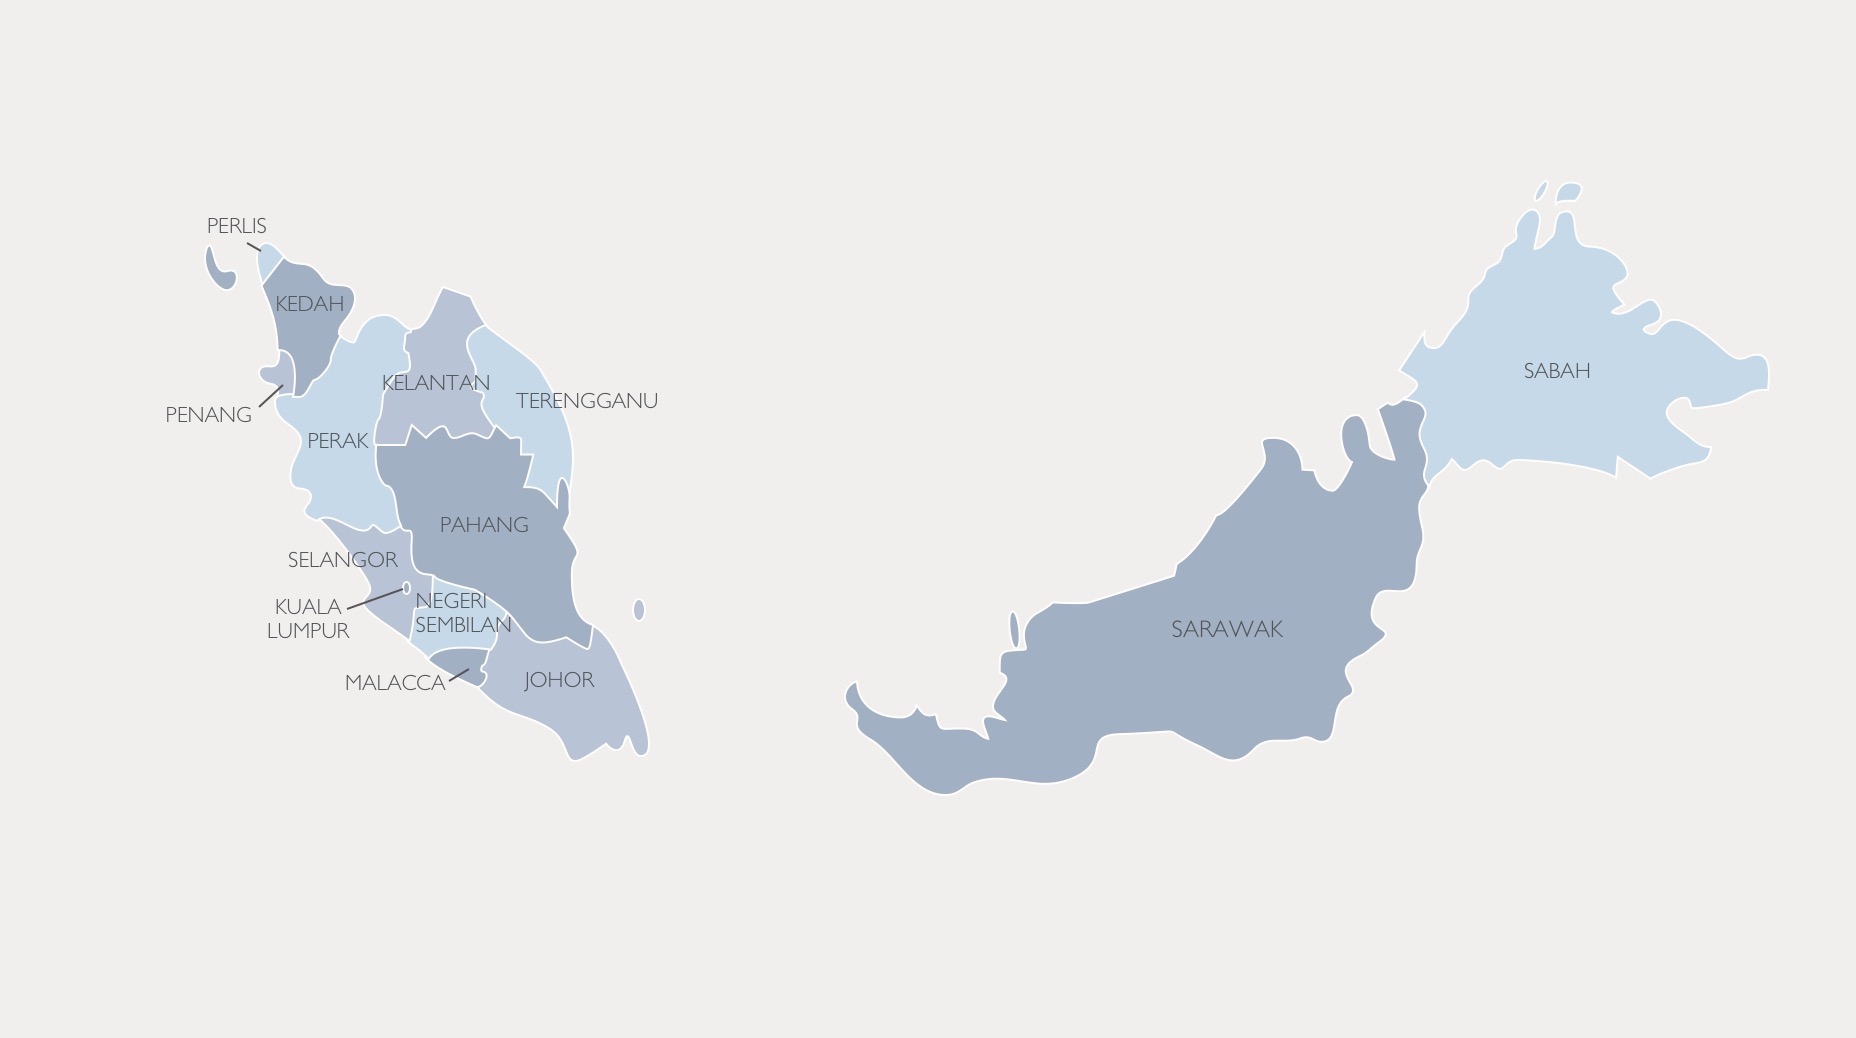 PERLIS
KEDAH
PENANG
KELANTAN
TERENGGANU
PERAK
PAHANG
SELANGOR
KUALA
LUMPUR
NEGERI
SEMBILAN
MALACCA
JOHOR
SABAH
SARAWAK